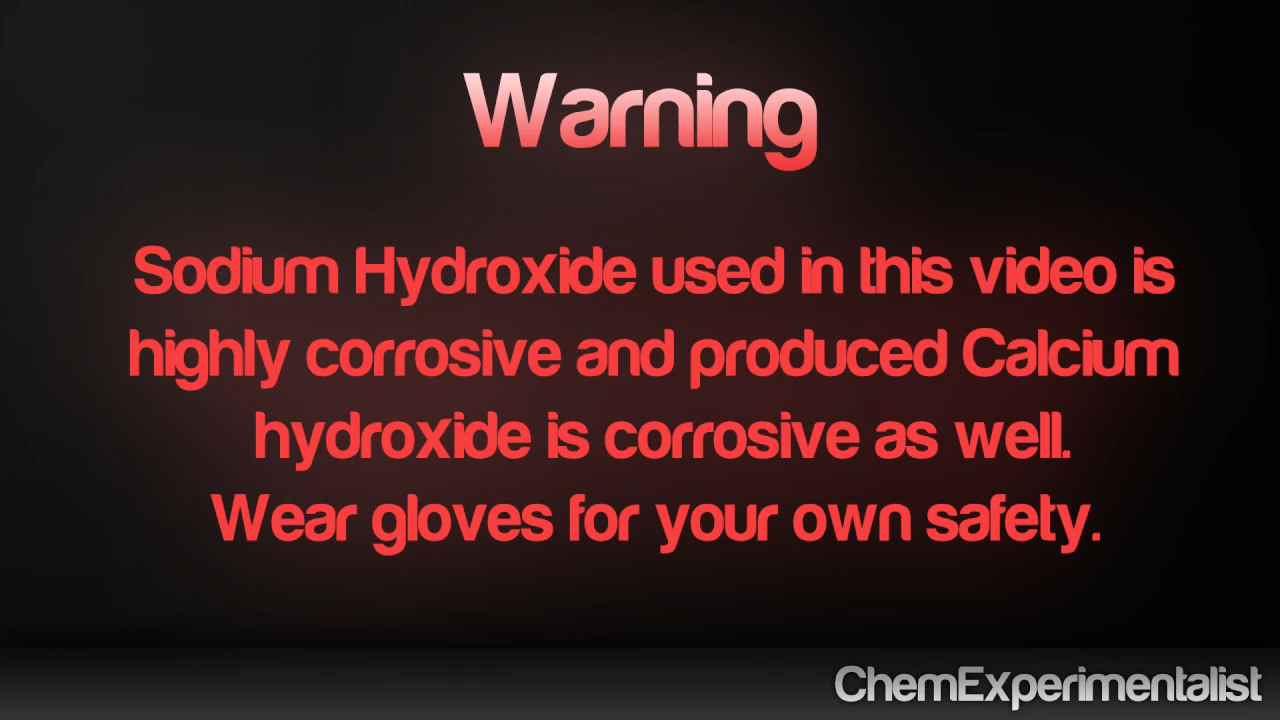 Warning
Sodium Hydroxide used in this video is
highly corrosive and produced Calcium
hydroxide is corrosive as well.
Wear gloves for your own safety.
ChemExperimentalist